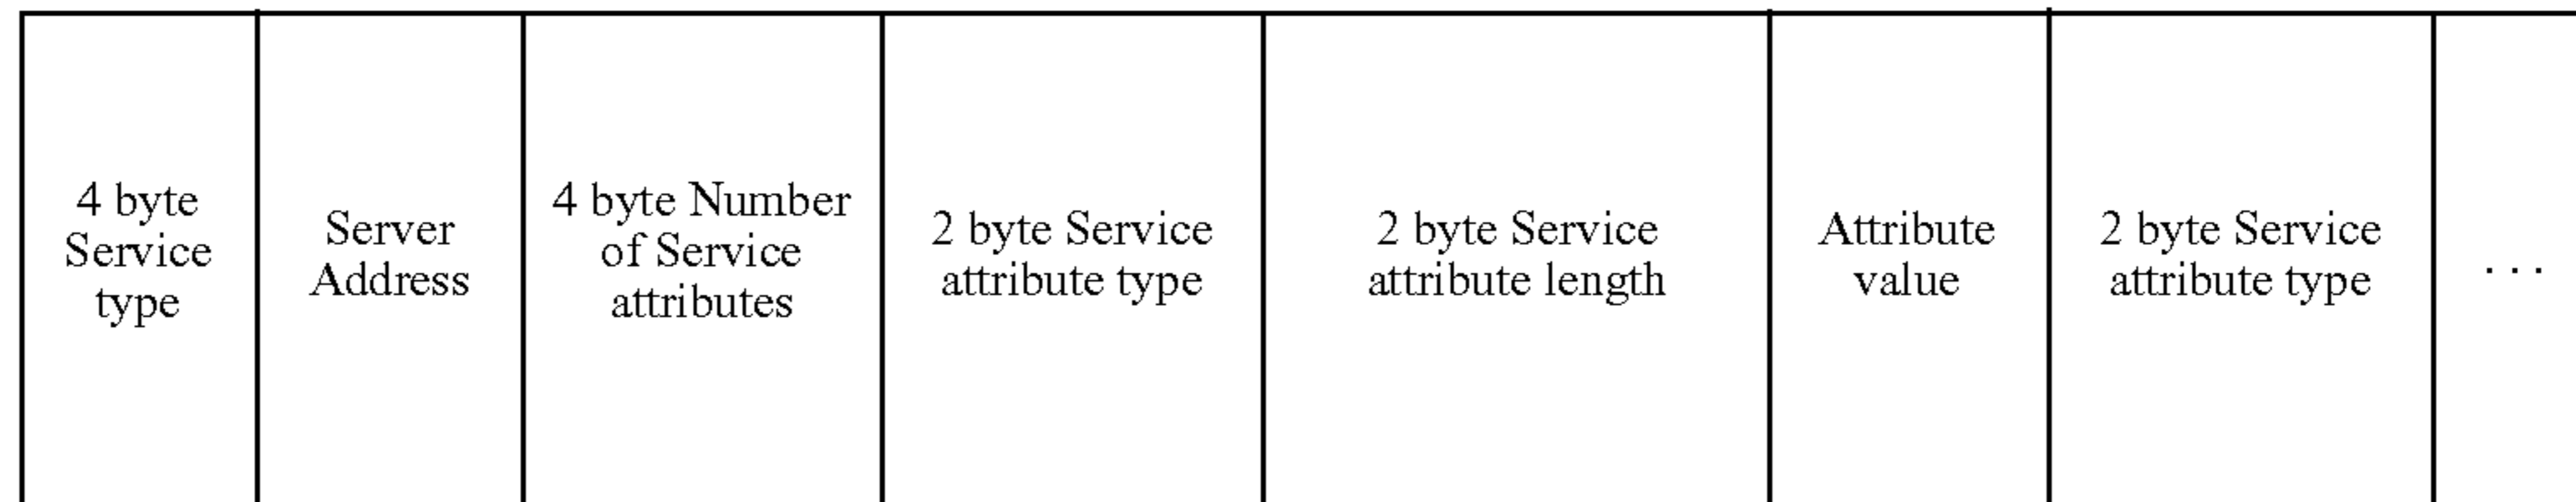 4 byte
Service
type
Server
Address
4 byte Number
of Service
attributes
2 byte Service
attribute type
2 byte Service
attribute length
Attribute
value
2 byte Service
attribute type
. . .